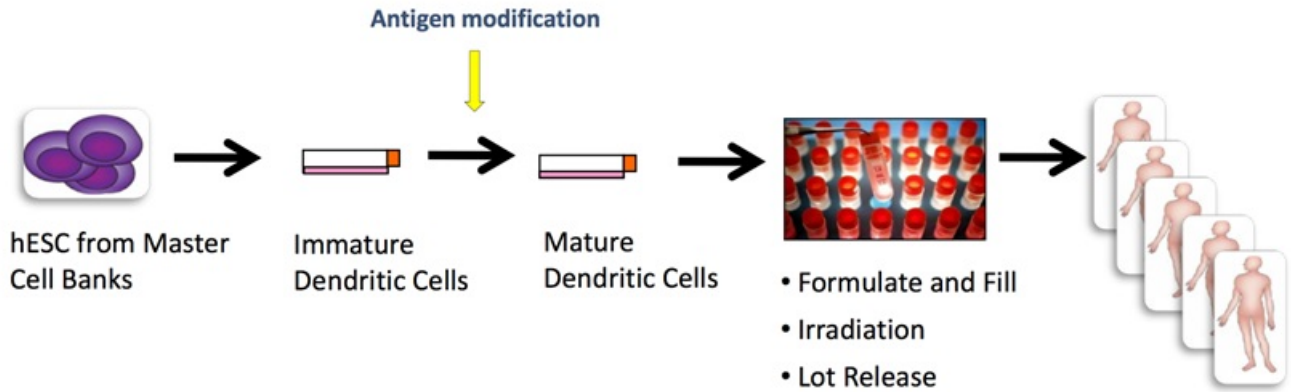 Antigen modification
hESC from Master
Cell Banks
Immature
Dendritic Cells
Mature
Dendritic Cells
• Formulate and Fill
• Irradiation
• Lot Release